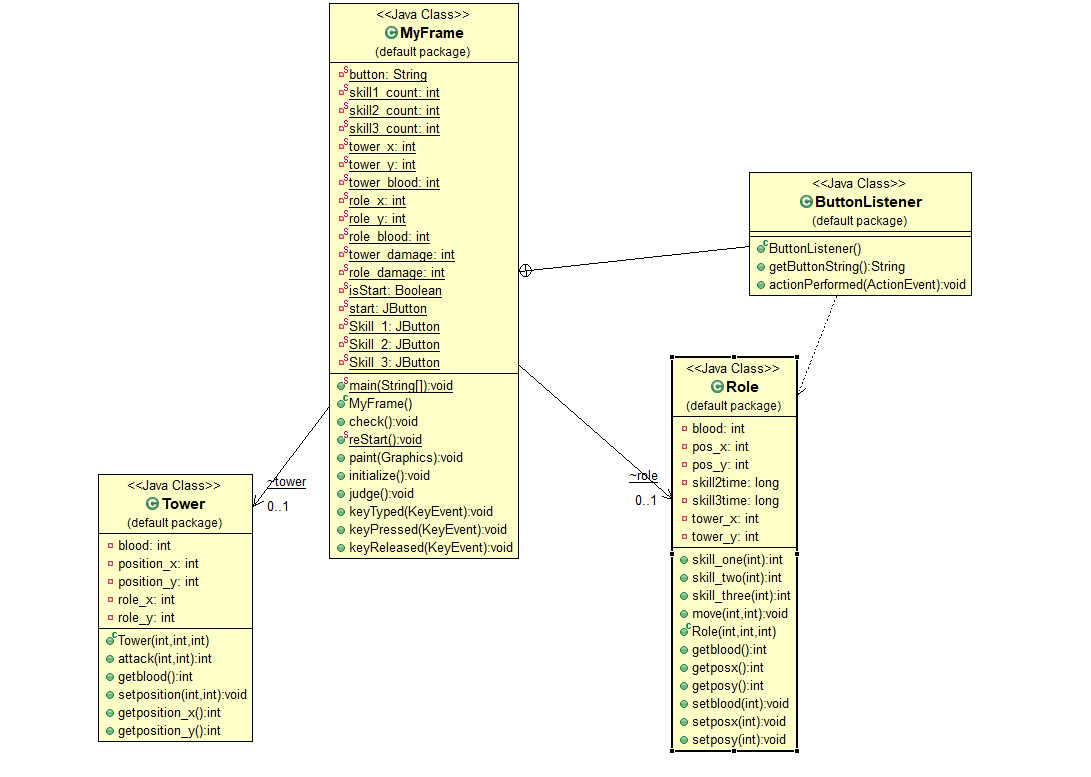 <<Java Class>>
MyFrame
(default package)
button: String
skill1_count: int
skill2_count: int
skill3_count: int
tower_x: int
tower_y: int
tower_blood: int
role_x: int
role_y: int
role_blood: int
tower_damage: int
role_damage: int
isStart: Boolean
start: JButton
Skill_1: JButton
Skill_2: JButton
Skill_3: JButton
main(String[]):void
MyFrame()
check():void
reStart():void
paint(Graphics):void
initialize():void
judge():void
keyTyped(KeyEvent):void
keyPressed(KeyEvent):void
keyReleased(KeyEvent):void
<<Java Class>>
ButtonListener
(default package)
ButtonListener()
getButtonString():String
actionPerformed(ActionEvent):void
~tower
0..1
~role
0..1
<<Java Class>>
Tower
(default package)
blood: int
position_x: int
position_y: int
role_x: int
role_y: int
Tower(int,int,int)
attack(int,int):int
getblood():int
setposition(int,int):void
getposition_x():int
getposition_y():int
<<Java Class>>
Role
(default package)
blood: int
pos_x: int
pos_y: int
skill2time: long
skill3time: long
tower_x: int
tower_y: int
skill_one(int):int
skill_two(int):int
skill_three(int):int
move(int,int):void
Role(int,int,int)
getblood():int
getposx():int
getposy():int
setblood(int):void
setposx(int):void
setposy(int):void